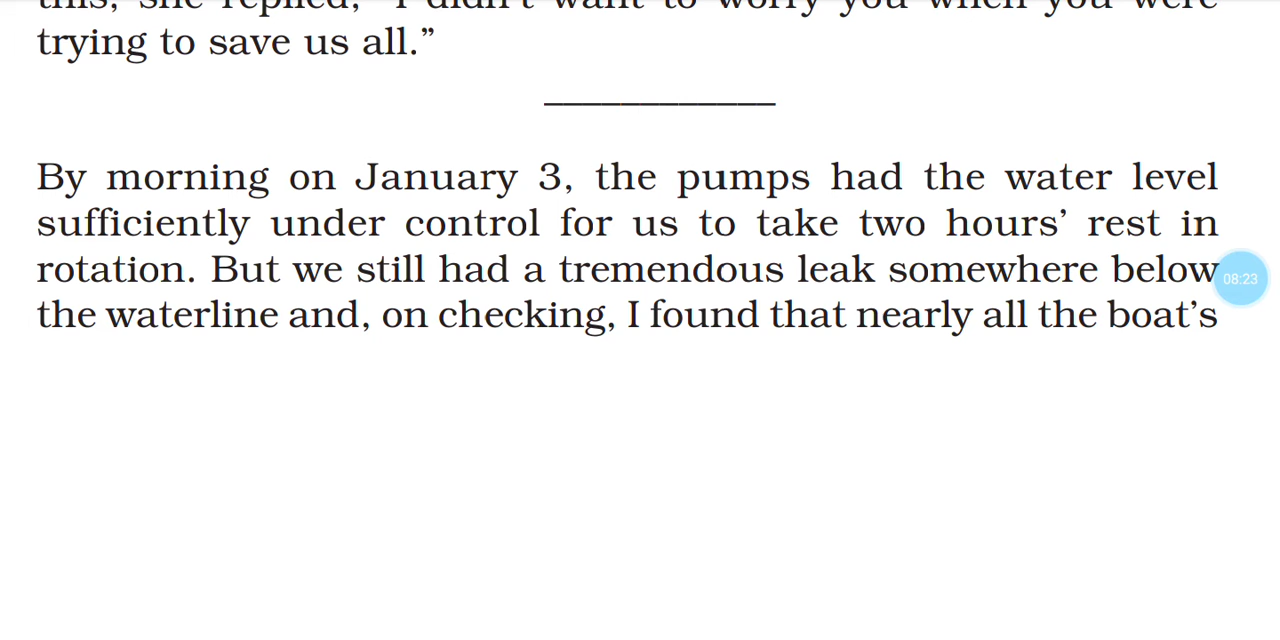 this, she replied, “I didn’t want to worry you when you were
trying to save us all.”
By morning on January 3, the pumps had the water level
sufficiently under control for us to take two hours’ rest in
rotation. But we still had a tremendous leak somewhere below
08:23
the waterline and, on checking, I found that nearly all the boat’s